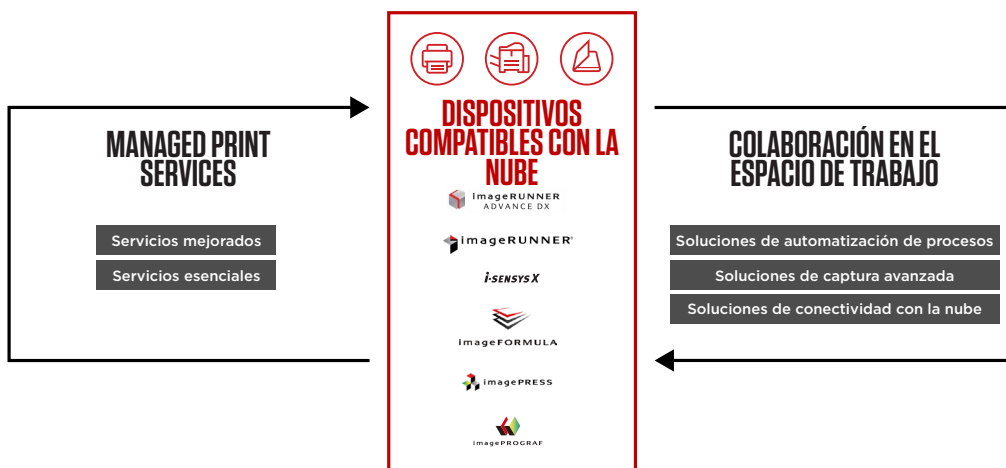 MANAGED PRINT
SERVICES
Servicios mejorados
Servicios esenciales
DISPOSITIVOS
COMPATIBLES CON LA
NUBE
imageRUNNER
ADVANCE DX
imageRUNNER
i-SENSYS X
imageFORMULA
imagePRESS
imagePROGRAF
COLABORACIÓN EN EL
ESPACIO DE TRABAJO
Soluciones de automatización de procesos
Soluciones de captura avanzada
Soluciones de conectividad con la nube